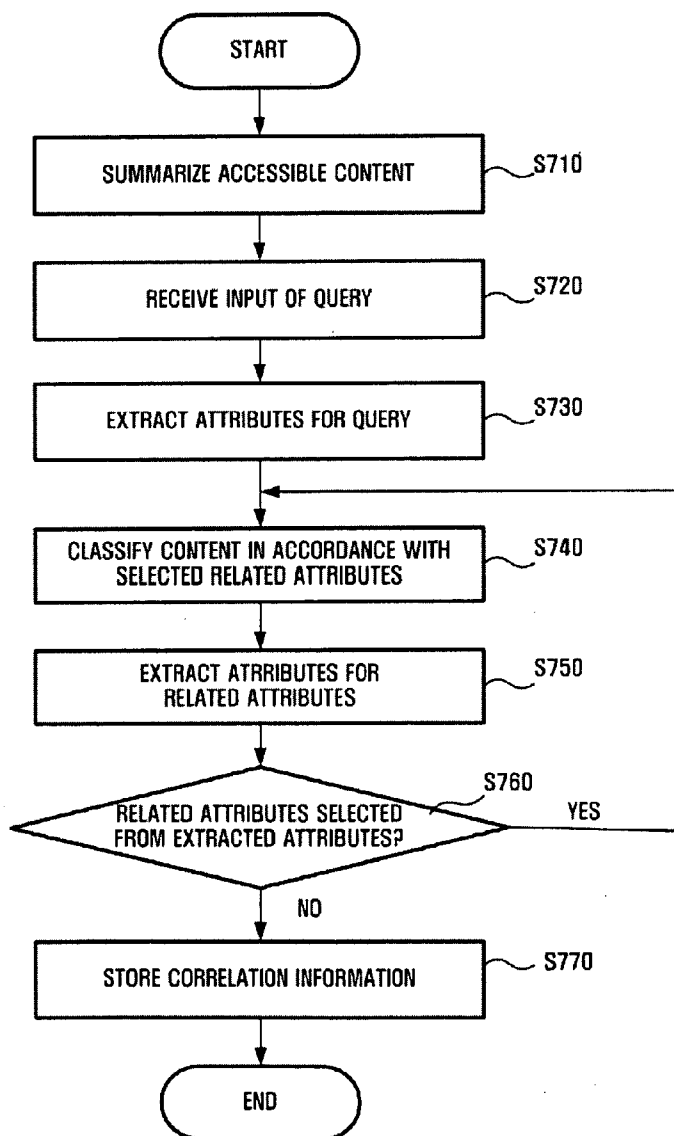 START
SUMMARIZE ACCESSIBLE CONTENT
S710
RECEIVE INPUT OF QUERY
S720
EXTRACT ATTRIBUTES FOR QUERY
S730
CLASSIFY CONTENT IN ACCORDANCE WITH
SELECTED RELATED ATTRIBUTES
S740
EXTRACT ATRRIBUTES FOR
RELATED ATTRIBUTES
S750
RELATED ATTRIBUTES SELECTED
FROM EXTRACTED ATTRIBUTES?
S760
YES
NO
STORE CORRELATION INFORMATION
S770
END